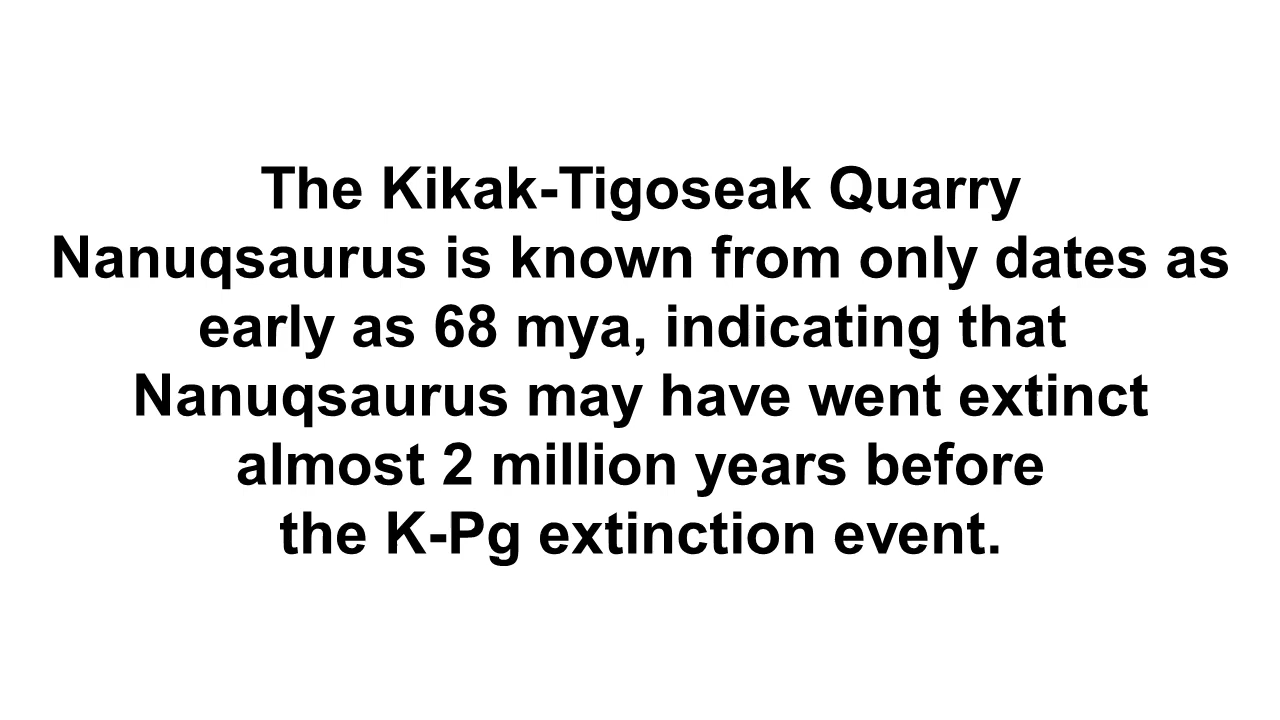 The Kikak-Tigoseak Quarry
Nanuqsaurus is known from only dates as
early as 68 mya, indicating that
Nanuqsaurus may have went extinct
almost 2 million years before
the K-Pg extinction event.